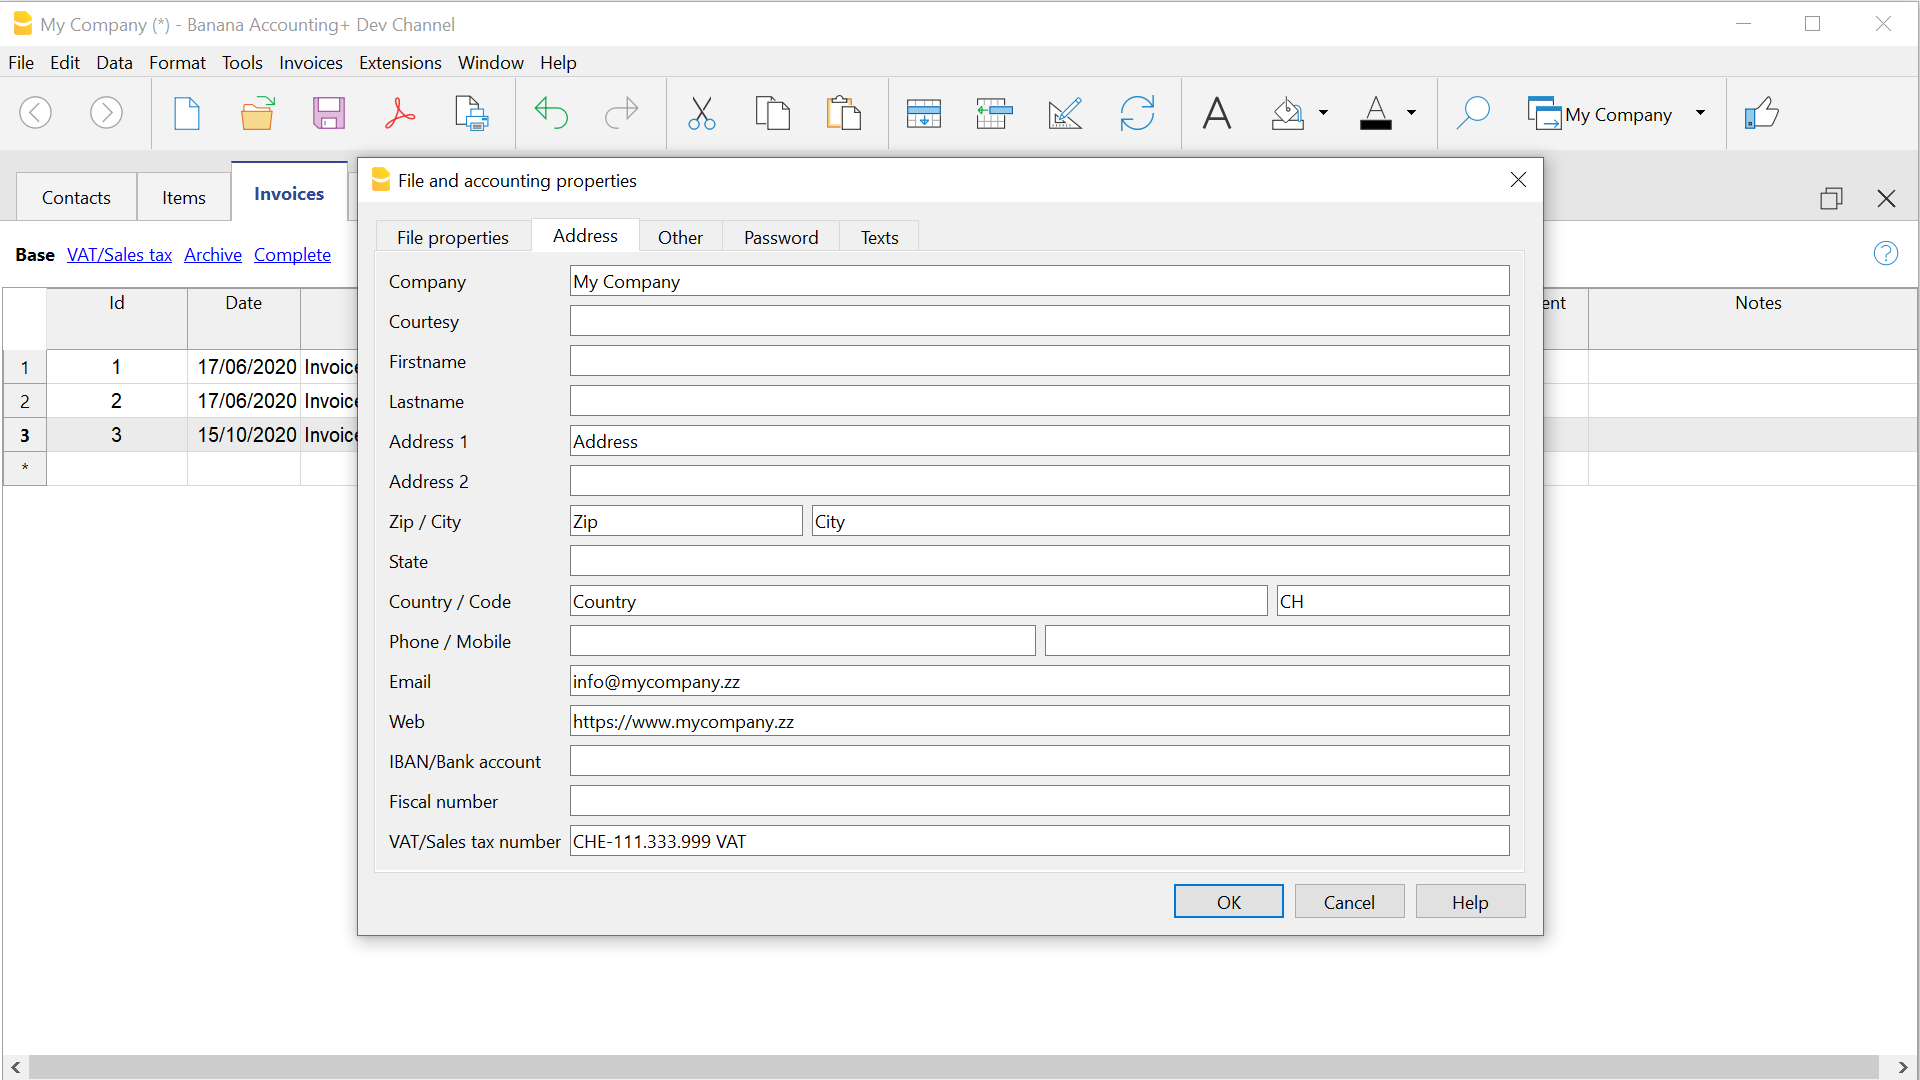 My Company (*) - Banana Accounting+ Dev Channel
File Edit Data Format Tools Invoices Extensions Window Help
My Company
Contacts Items Invoices
Base VAT/Sales tax Archive Complete
Id Date ent Notes
1 1 17/06/2020 Invoice
2 2 17/06/2020 Invoice
3 3 15/10/2020 Invoice
*
File and accounting properties
File properties Address Other Password Texts
Company My Company
Courtesy
Firstname
Lastname
Address 1 Address
Address 2
Zip / City Zip City
State
Country / Code Country CH
Phone / Mobile
Email info@mycompany.zz
Web https://www.mycompany.zz
IBAN/Bank account
Fiscal number
VAT/Sales tax number CHE-111.333.999 VAT
OK Cancel Help